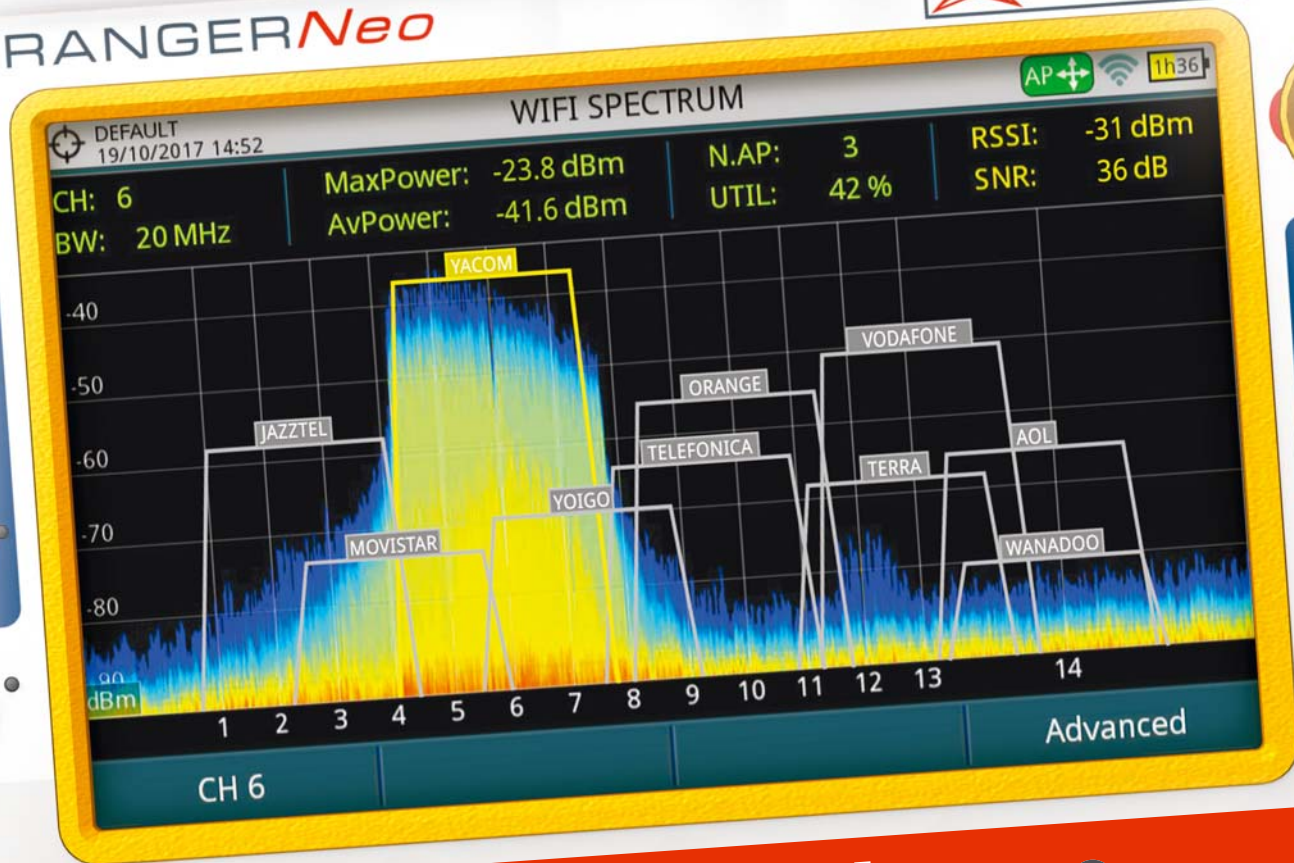 RANGERNeo
DEFAULT
19/10/2017 14:52
WIFI SPECTRUM
AP
1h36
CH: 6
BW: 20 MHz
MaxPower: -23.8 dBm
AvPower: -41.6 dBm
N.AP: 3
UTIL: 42 %
RSSI: -31 dBm
SNR: 36 dB
-40
-50
-60
-70
-80
-90
dBm
YACOM
VODAFONE
ORANGE
JAZZTEL
TELEFONICA
AOL
TERRA
YOIGO
MOVISTAR
WANADOO
1 2 3 4 5 6 7 8 9 10 11 12 13 14
CH 6
Advanced